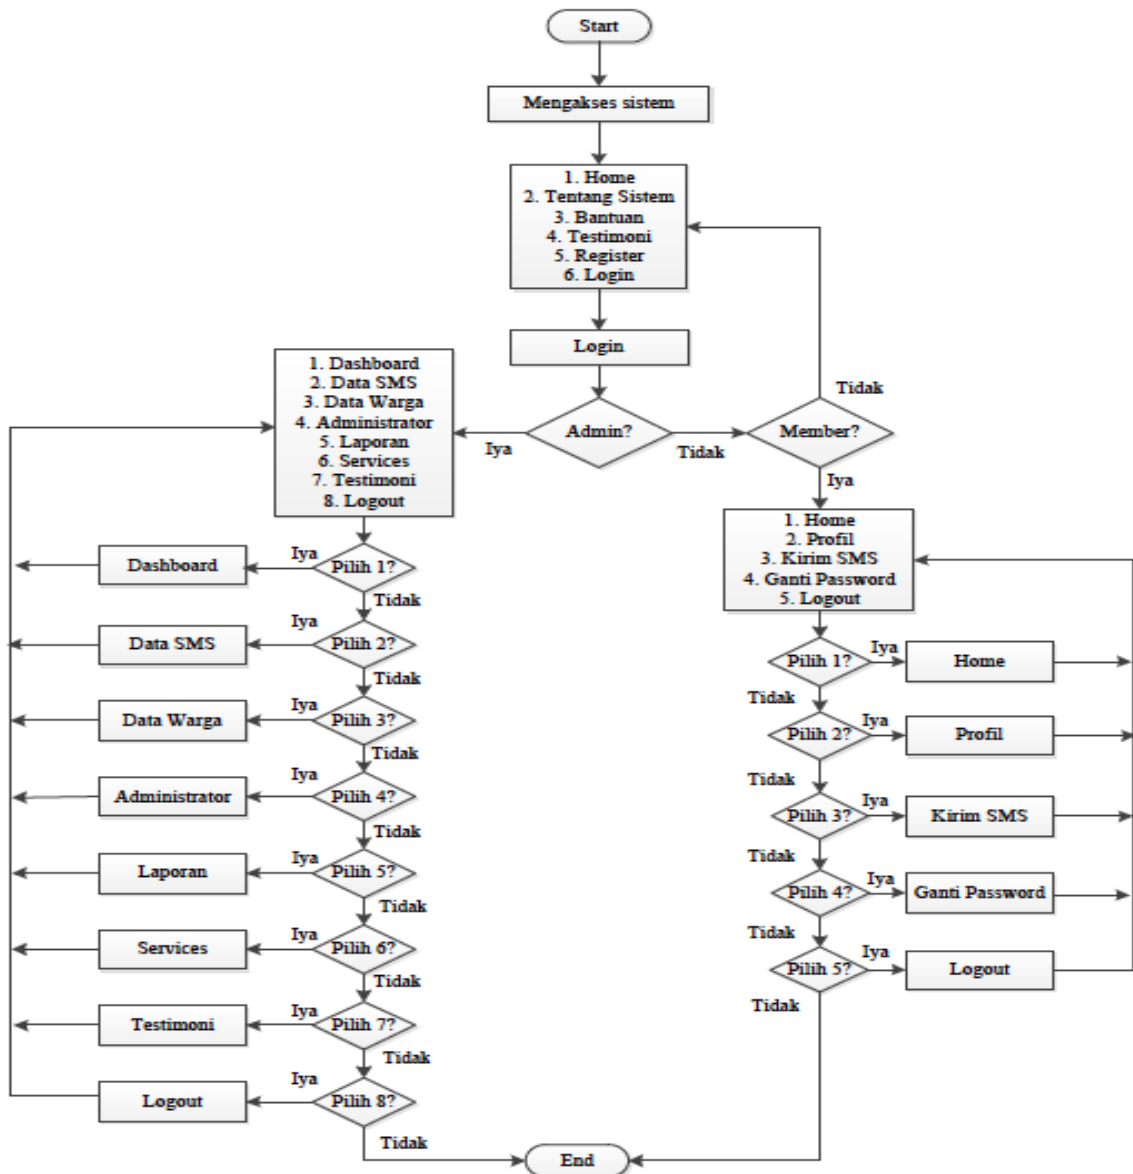 Start
Mengakses sistem
1. Home
2. Tentang Sistem
3. Bantuan
4. Testimoni
5. Register
6. Login
Login
Admin?
Iya
Tidak
Member?
Tidak
Iya
1. Dashboard
2. Data SMS
3. Data Warga
4. Administrator
5. Laporan
6. Services
7. Testimoni
8. Logout
Pilih 1?
Iya
Dashboard
Tidak
Pilih 2?
Iya
Data SMS
Tidak
Pilih 3?
Iya
Data Warga
Tidak
Pilih 4?
Iya
Administrator
Tidak
Pilih 5?
Iya
Laporan
Tidak
Pilih 6?
Iya
Services
Tidak
Pilih 7?
Iya
Testimoni
Tidak
Pilih 8?
Iya
Logout
Tidak
1. Home
2. Profil
3. Kirim SMS
4. Ganti Password
5. Logout
Pilih 1?
Iya
Home
Tidak
Pilih 2?
Iya
Profil
Tidak
Pilih 3?
Iya
Kirim SMS
Tidak
Pilih 4?
Iya
Ganti Password
Tidak
Pilih 5?
Iya
Logout
Tidak
End